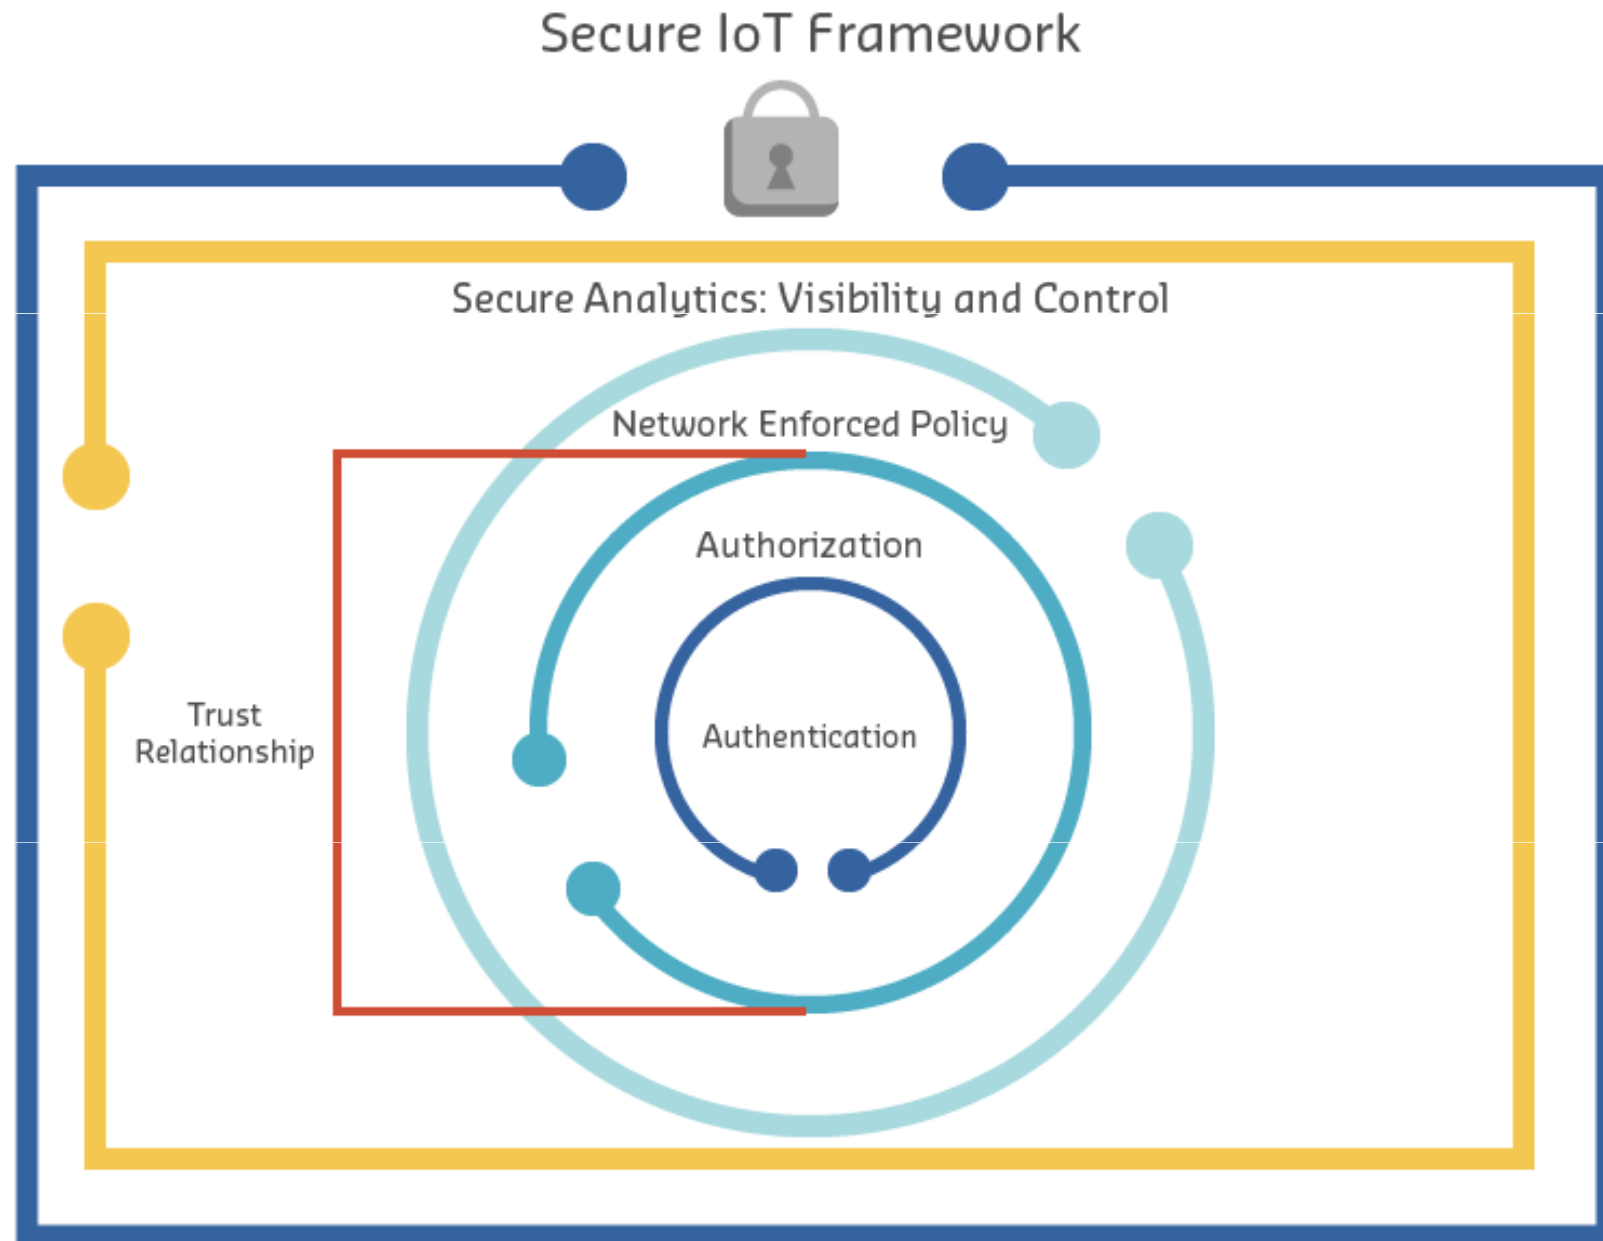 Secure IoT Framework
Secure Analytics: Visibility and Control
Network Enforced Policy
Authorization
Authentication
Trust
Relationship